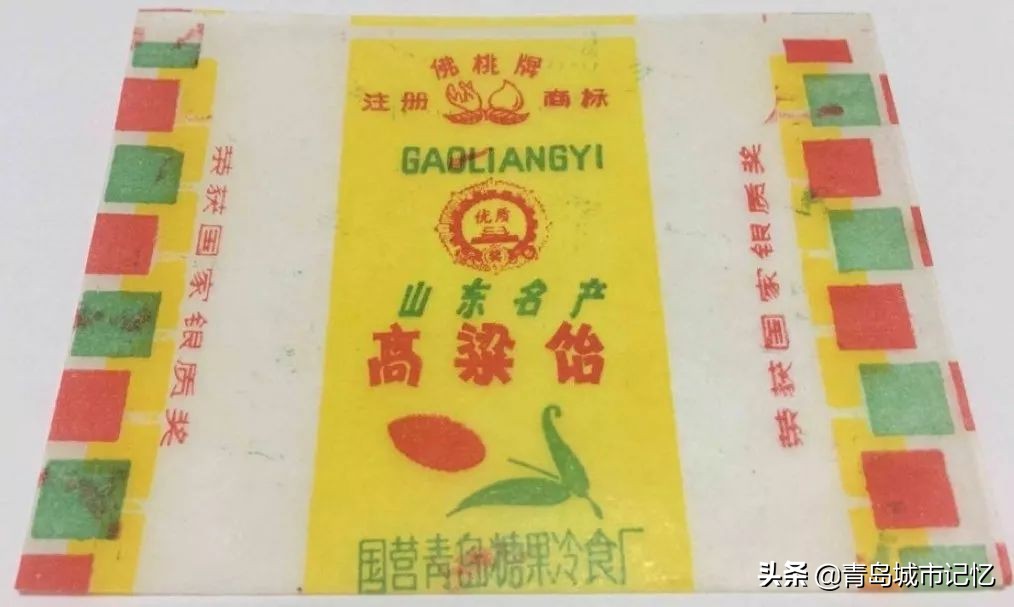 佛桃牌
注册 商标
GAOLIANGYI
优质
奖
山东名产
高粱饴
国营青岛糖果冷食厂
荣获国家银质奖
荣获国家银质奖
头条 @青岛城市记忆